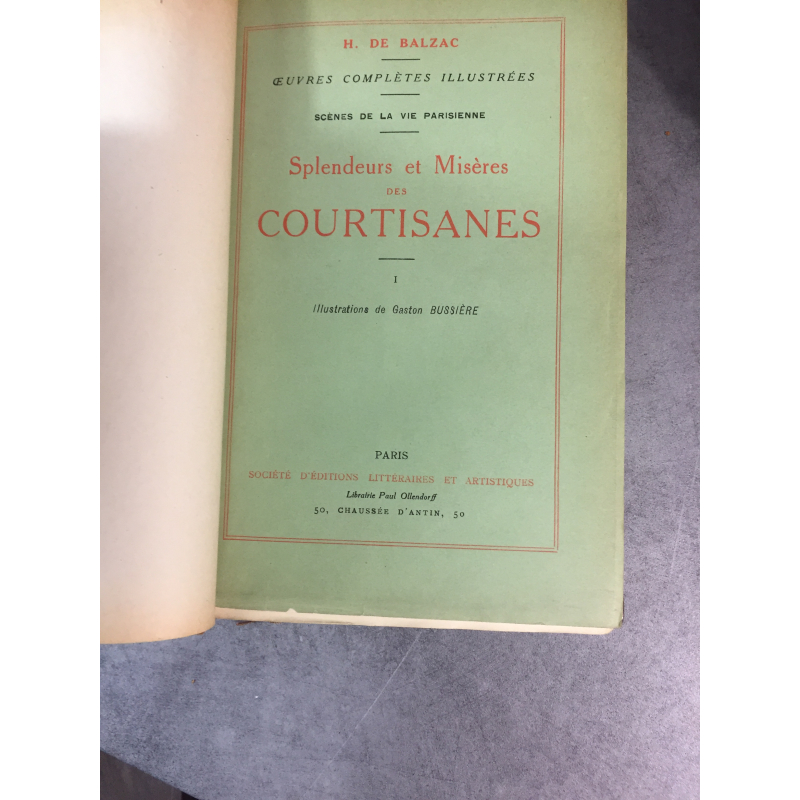 H. DE BALZAC
ŒUVRES COMPLÈTES ILLUSTRÉES
SCÈNES DE LA VIE PARISIENNE
Splendeurs et Misères
DES
COURTISANES
I
Illustrations de Gaston BUSSIÈRE
PARIS
SOCIÉTÉ D'ÉDITIONS LITTÉRAIRES ET ARTISTIQUES
Librairie Paul Ollendorff
50, CHAUSSÉE D'ANTIN, 50